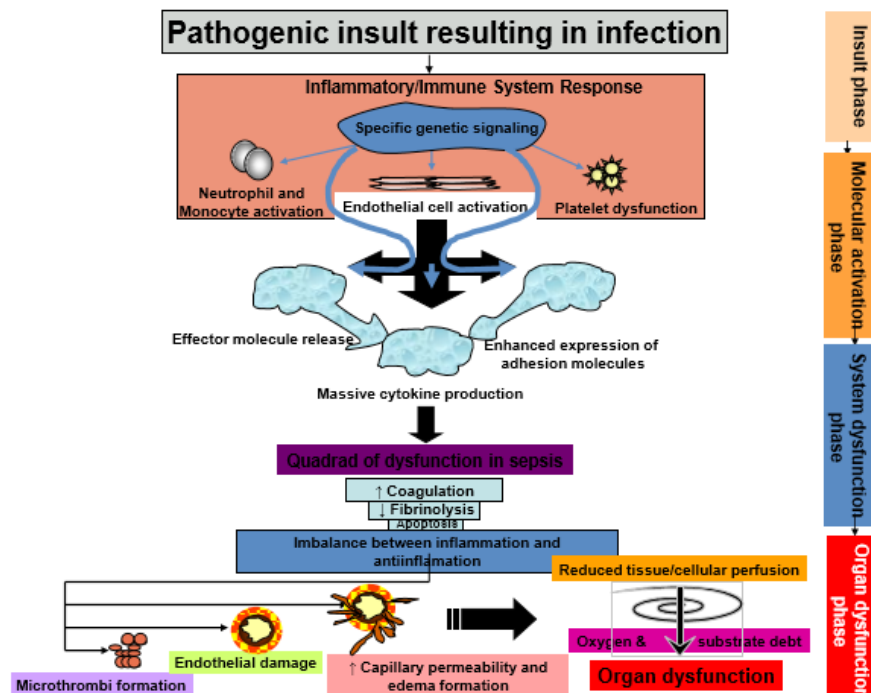 Pathogenic insult resulting in infection
Inflammatory/Immune System Response
Specific genetic signaling
Neutrophil and
Monocyte activation
Endothelial cell activation
Platelet dysfunction
Effector molecule release
Enhanced expression of
adhesion molecules
Massive cytokine production
Quadrad of dysfunction in sepsis
↑ Coagulation
↓ Fibrinolysis
Apoptosis
Imbalance between inflammation and
antiinflamation
Reduced tissue/cellular perfusion
Oxygen & substrate debt
Organ dysfunction
Endothelial damage
↑ Capillary permeability and
edema formation
Microthrombi formation
Insult phase
Molecular activation
phase
System dysfunction
phase
Organ dysfunction
phase